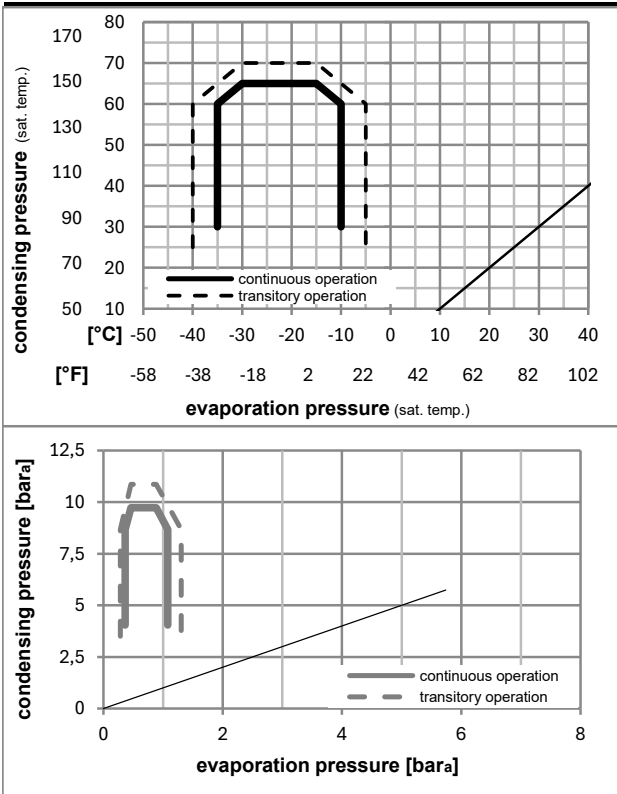 condensing pressure (sat. temp.)
170 80
70
150 60
130 50
110 40
90 30
70 20
50 10
continuous operation
transitory operation
[°C] -50 -40 -30 -20 -10 0 10 20 30 40
[°F] -58 -38 -18 2 22 42 62 82 102
evaporation pressure (sat. temp.)
condensing pressure [bara]
12,5
10
7,5
5
2,5
0
continuous operation
transitory operation
0 2 4 6 8
evaporation pressure [bara]